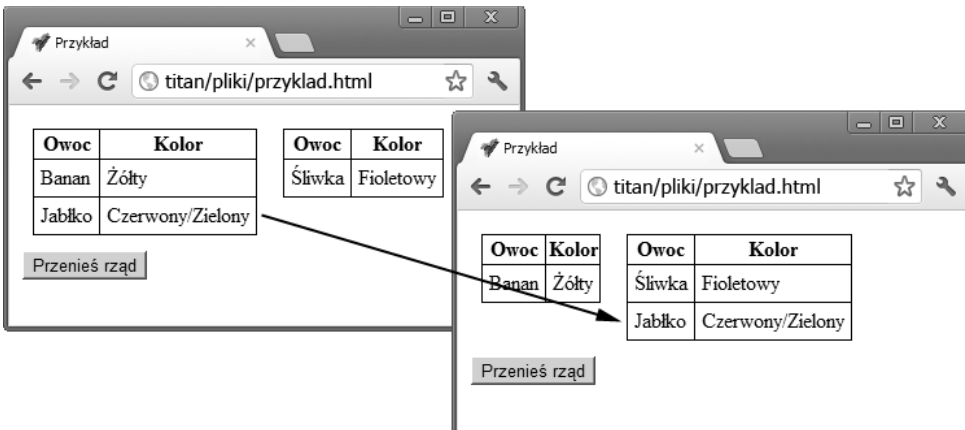 Przykład
titan/pliki/przyklad.html
Owoc Kolor
Banan Żółty
Jabłko Czerwony/Zielony
Owoc Kolor
Śliwka Fioletowy
Przenieś rząd
Przykład
titan/pliki/przyklad.html
Owoc Kolor
Banan Żółty
Owoc Kolor
Śliwka Fioletowy
Jabłko Czerwony/Zielony
Przenieś rząd